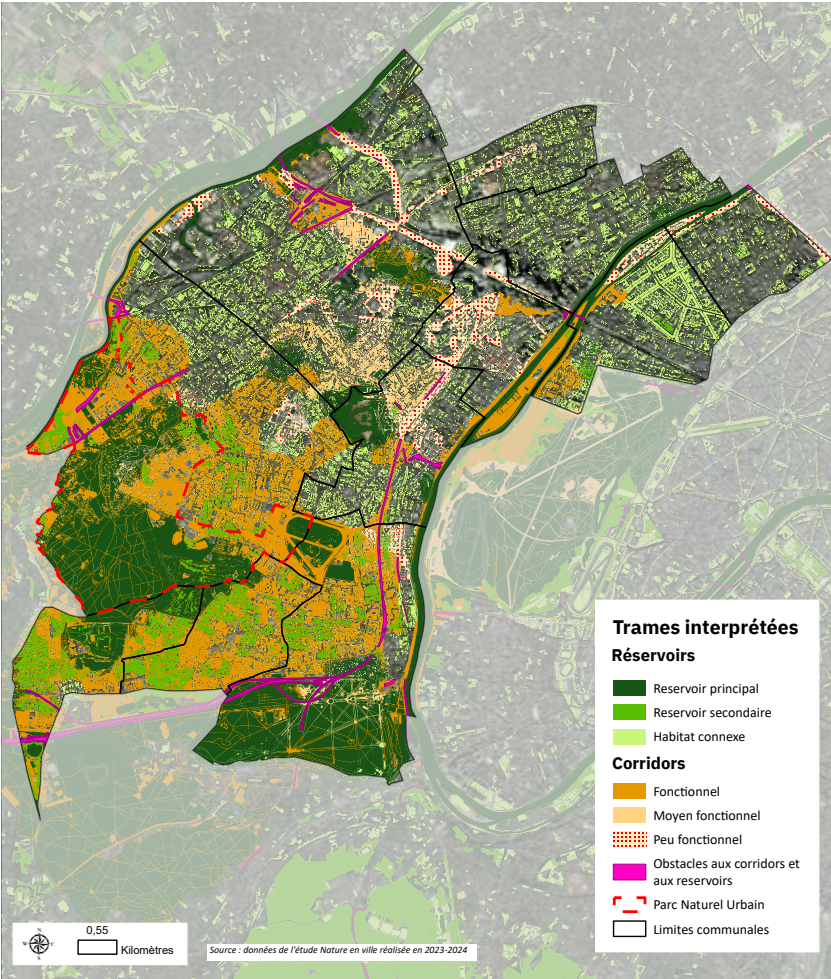 Trames interprétées
Réservoirs
Reservoir principal
Reservoir secondaire
Habitat connexe
Corridors
Fonctionnel
Moyen fonctionnel
Peu fonctionnel
Obstacles aux corridors et
aux reservoirs
Parc Naturel Urbain
Limites communales
N
W E
S
0,55
Kilomètres
Source : données de l'étude Nature en ville réalisée en 2023-2024